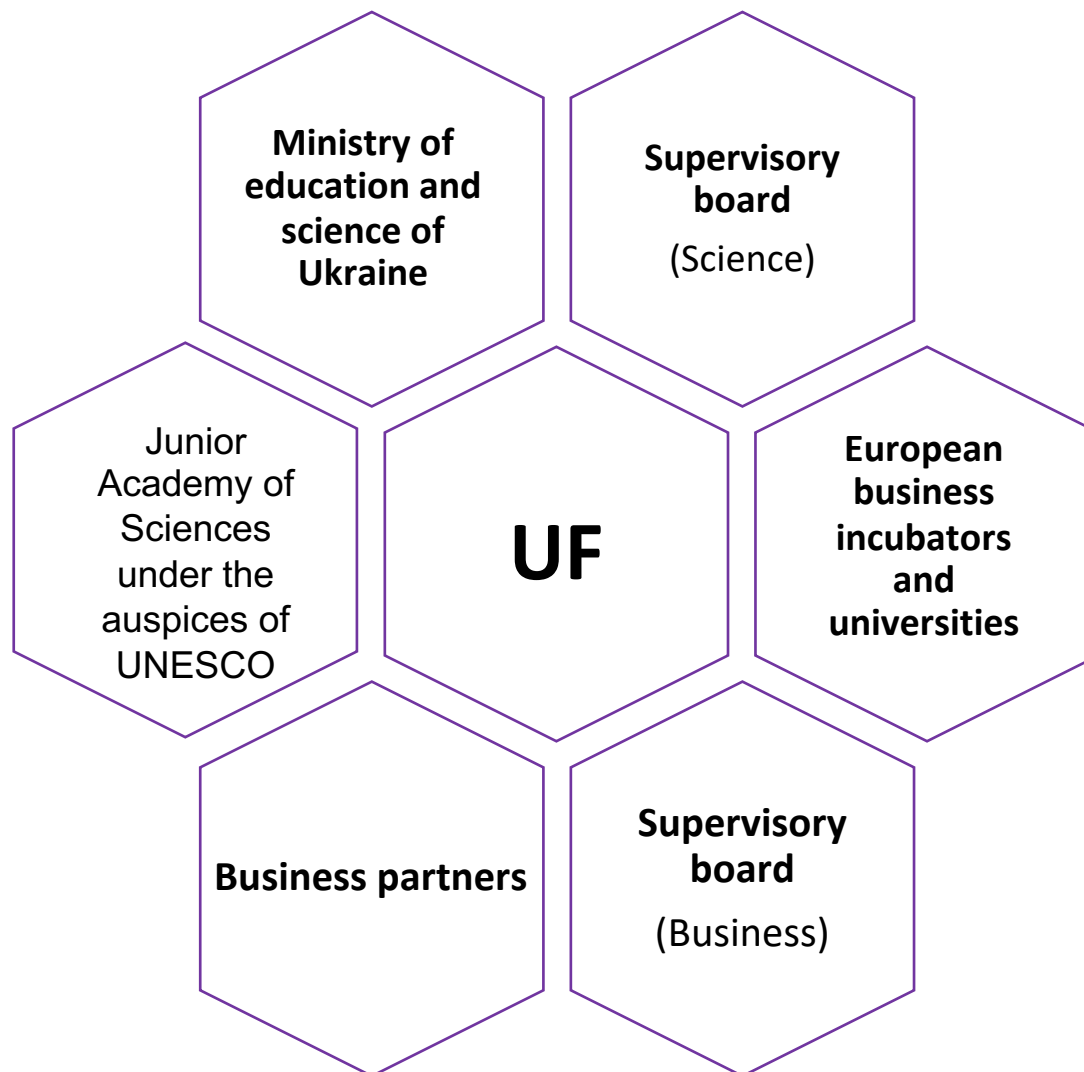 Ministry of
education and
science of
Ukraine
Supervisory
board
(Science)
Junior
Academy of
Sciences
under the
auspices of
UNESCO
UF
European
business
incubators
and
universities
Business partners
Supervisory
board
(Business)